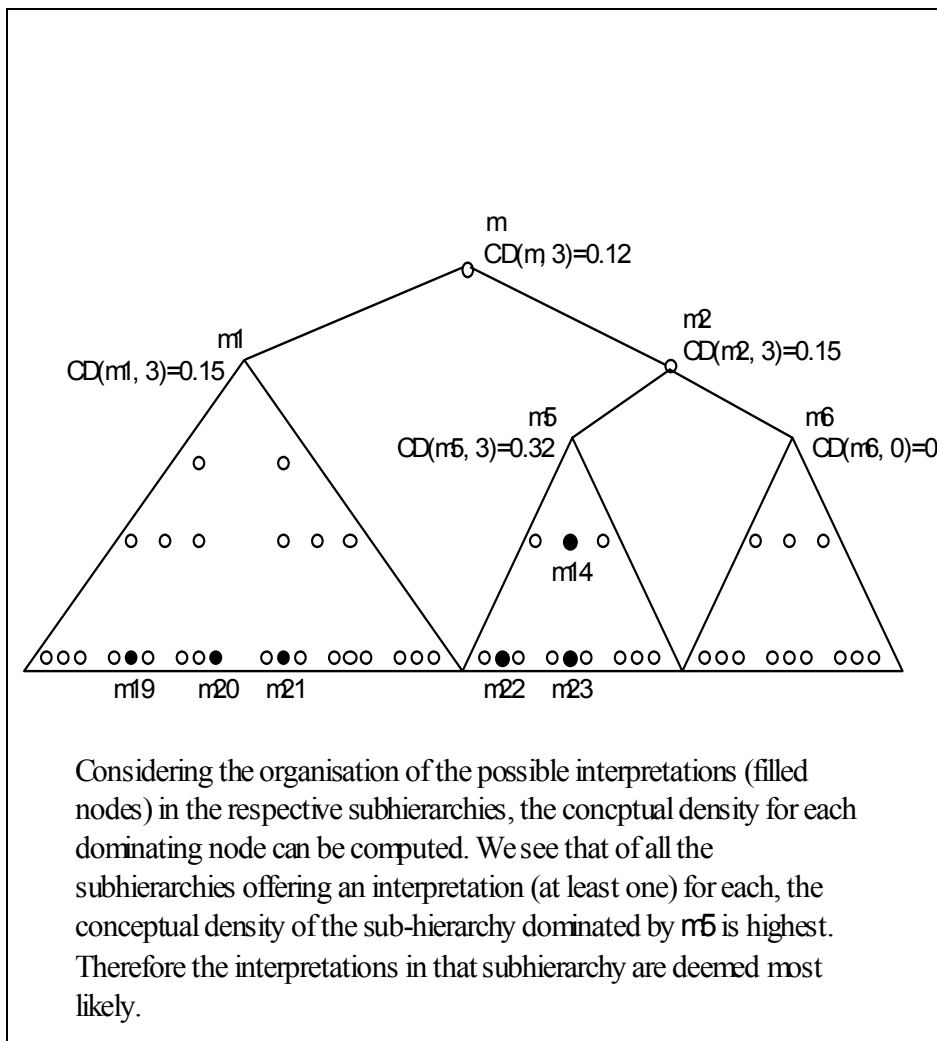 m
CD(m, 3)=0.12
m1
CD(m1, 3)=0.15
m2
CD(m2, 3)=0.15
m5
CD(m5, 3)=0.32
m6
CD(m6, 0)=0
m14
m19 m20 m21 m22 m23
Considering the organisation of the possible interpretations (filled
nodes) in the respective subhierarchies, the concptual density for each
dominating node can be computed. We see that of all the
subhierarchies offering an interpretation (at least one) for each, the
conceptual density of the sub-hierarchy dominated by m5 is highest.
Therefore the interpretations in that subhierarchy are deemed most
likely.